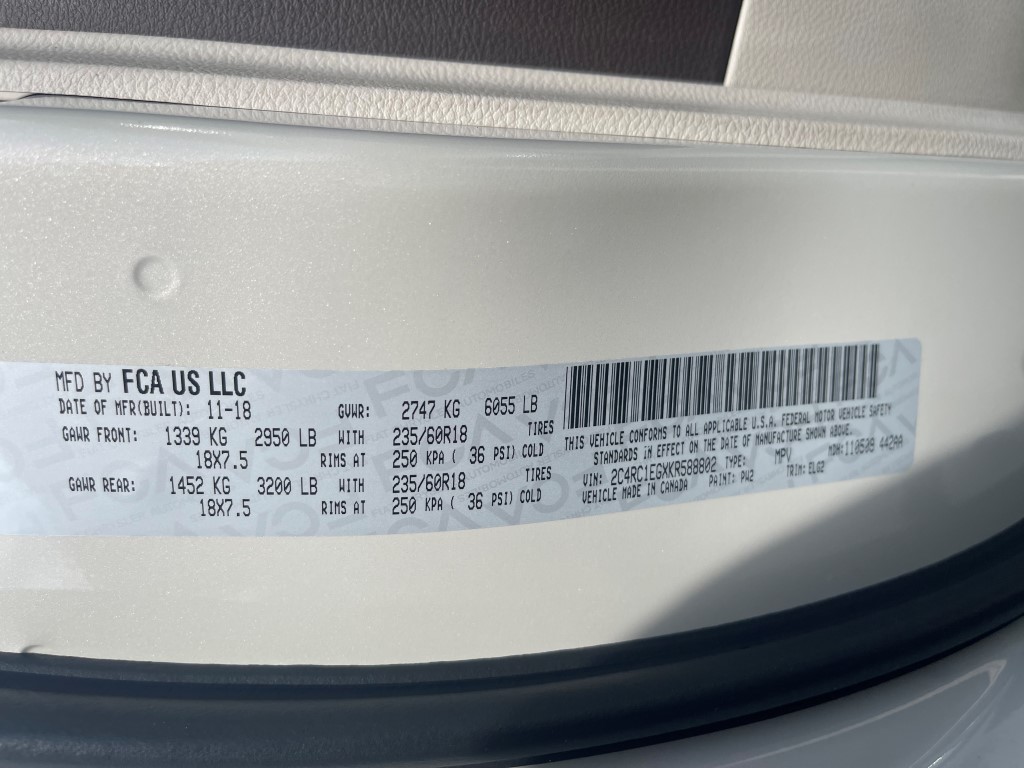 MFD BY FCA US LLC
DATE OF MFR(BUILT): 11-18 GVWR: 2747 KG 6055 LB
GAWR FRONT: 1339 KG 2950 LB WITH 235/60R18 TIRES
18X7.5 RIMS AT 250 KPA ( 36 PSI) COLD
GAWR REAR: 1452 KG 3200 LB WITH 235/60R18 TIRES
18X7.5 RIMS AT 250 KPA ( 36 PSI) COLD
THIS VEHICLE CONFORMS TO ALL APPLICABLE U.S.A. FEDERAL MOTOR VEHICLE SAFETY
STANDARDS IN EFFECT ON THE DATE OF MANUFACTURE SHOWN ABOVE.
VIN: 2C4RC1EGXKR588802 TYPE: MPV MDH: 110509 442AA
VEHICLE MADE IN CANADA PAINT: PW2 TRIM: ELG2